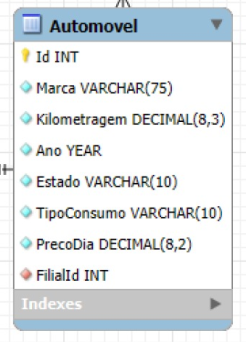 Automovel
Id INT
Marca VARCHAR(75)
Kilometragem DECIMAL(8,3)
Ano YEAR
Estado VARCHAR(10)
TipoConsumo VARCHAR(10)
PrecoDia DECIMAL(8,2)
FilialId INT
Indexes